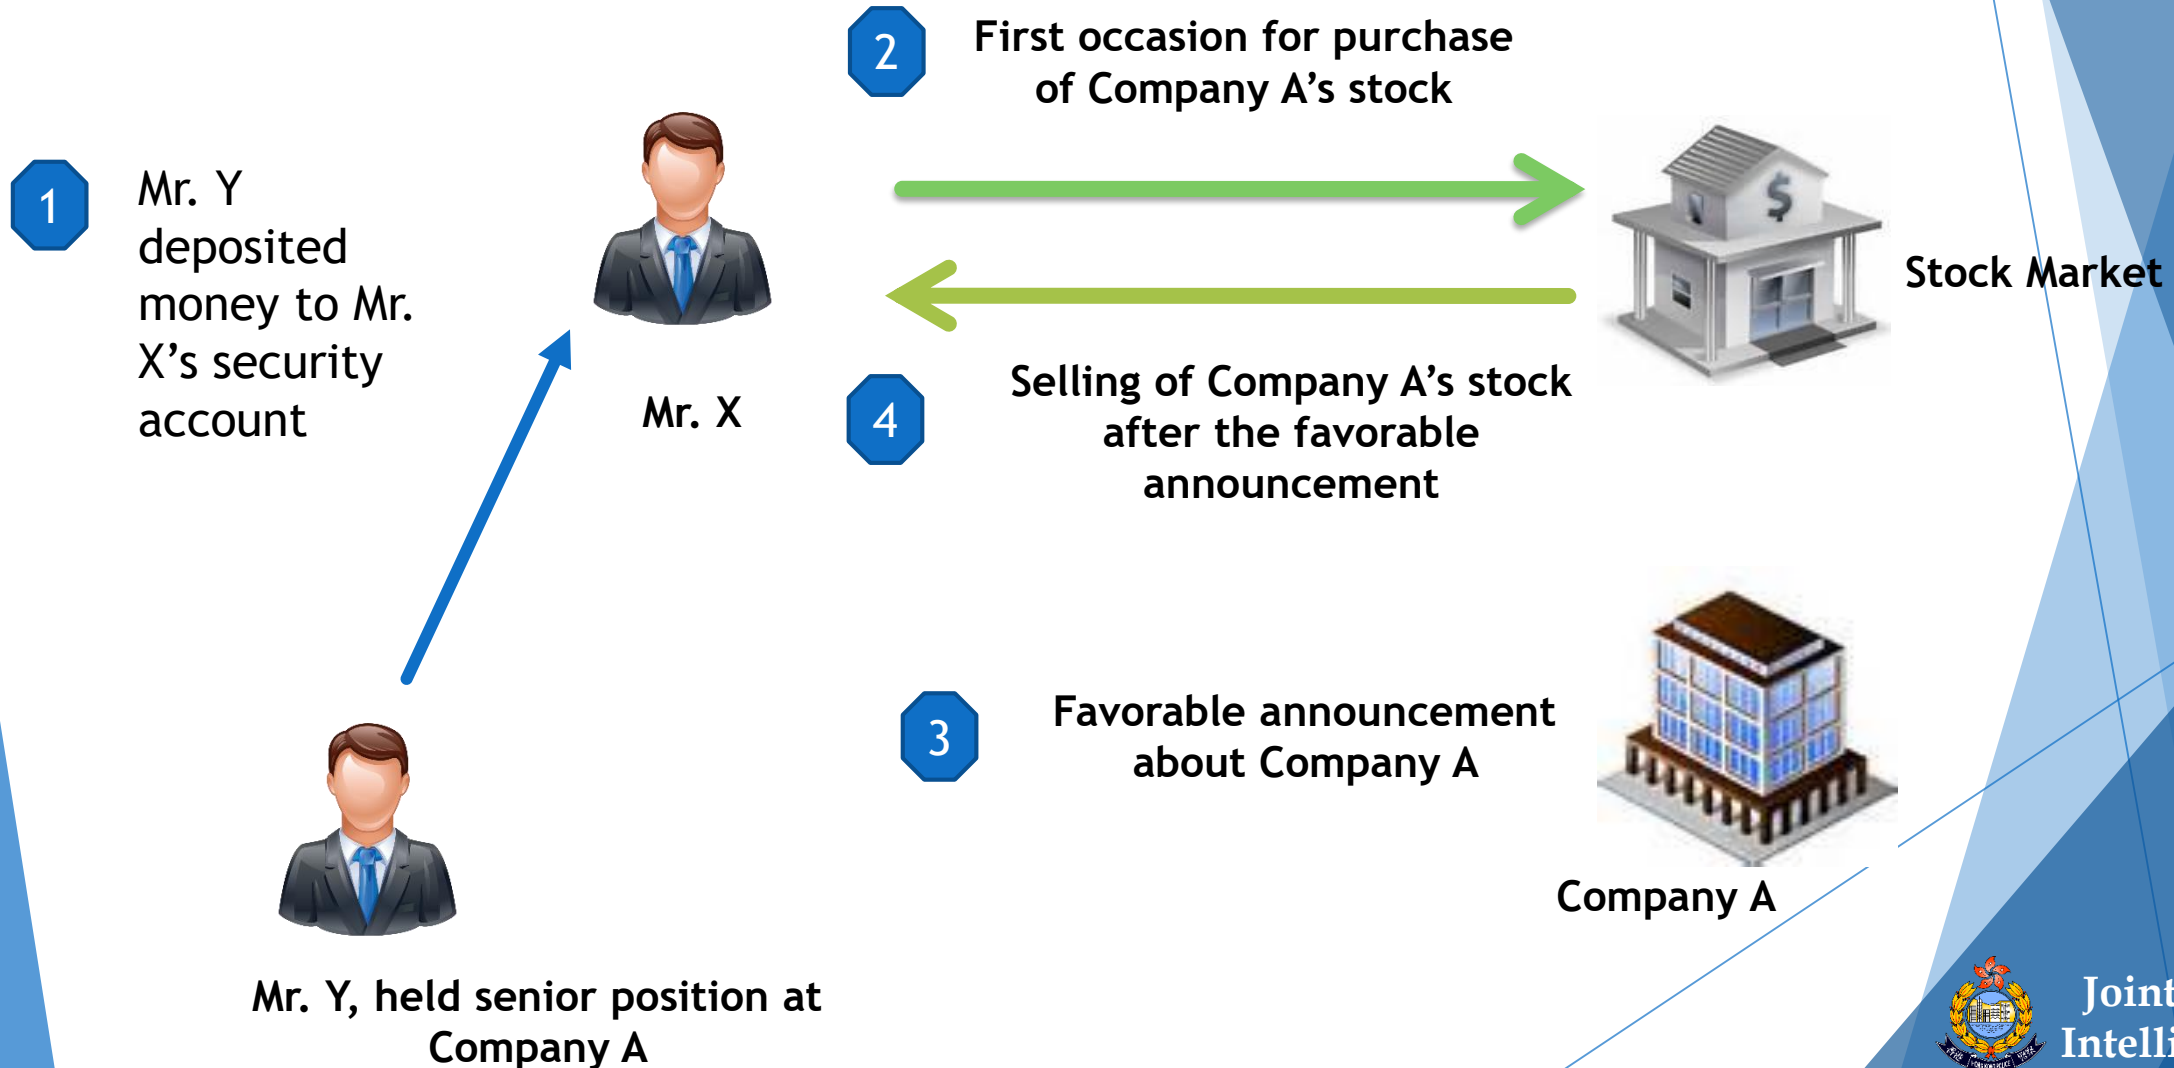 1
Mr. Y
deposited
money to Mr.
X’s security
account
2
First occasion for purchase
of Company A’s stock
Stock Market
Mr. X
4
Selling of Company A’s stock
after the favorable
announcement
3
Favorable announcement
about Company A
Company A
Mr. Y, held senior position at
Company A
$
Joint